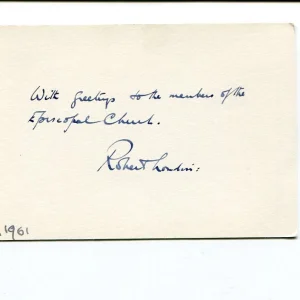 With greetings to the members of the
Episcopal Church.
Robert London:
1961